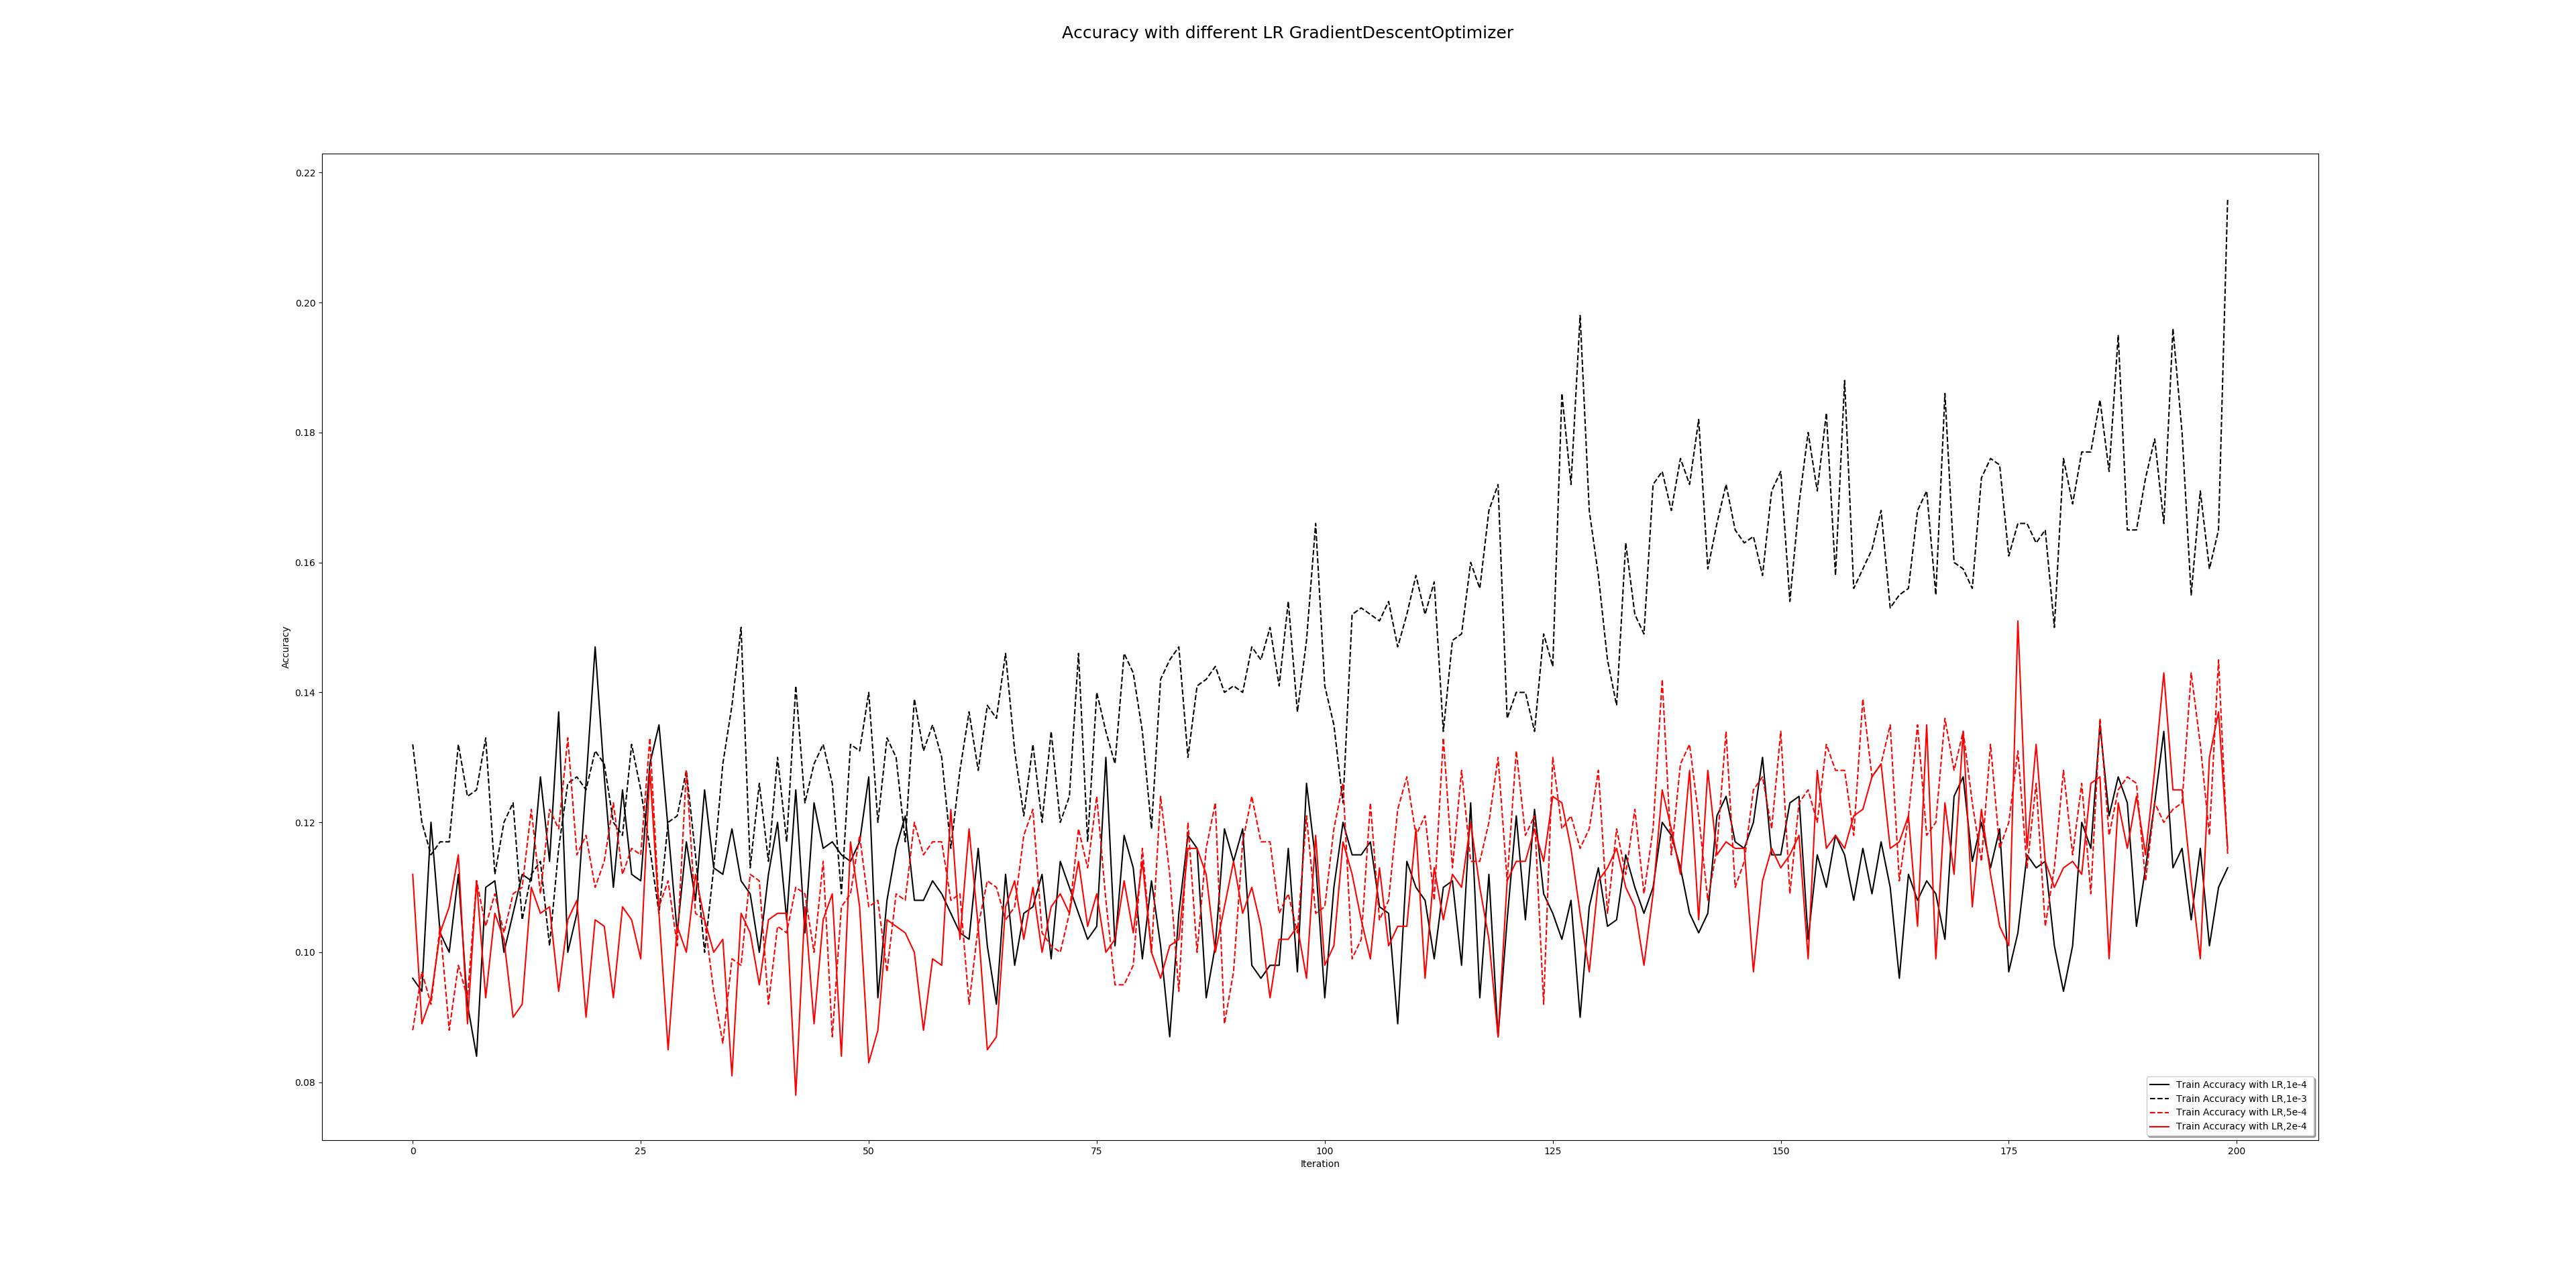 Accuracy with different LR GradientDescentOptimizer
0.22
0.20
0.18
0.16
0.14
0.12
0.10
0.08
Accuracy
0
25
50
75
100
125
150
175
200
Iteration
Train Accuracy with LR,1e-4
Train Accuracy with LR,1e-3
Train Accuracy with LR,5e-4
Train Accuracy with LR,2e-4